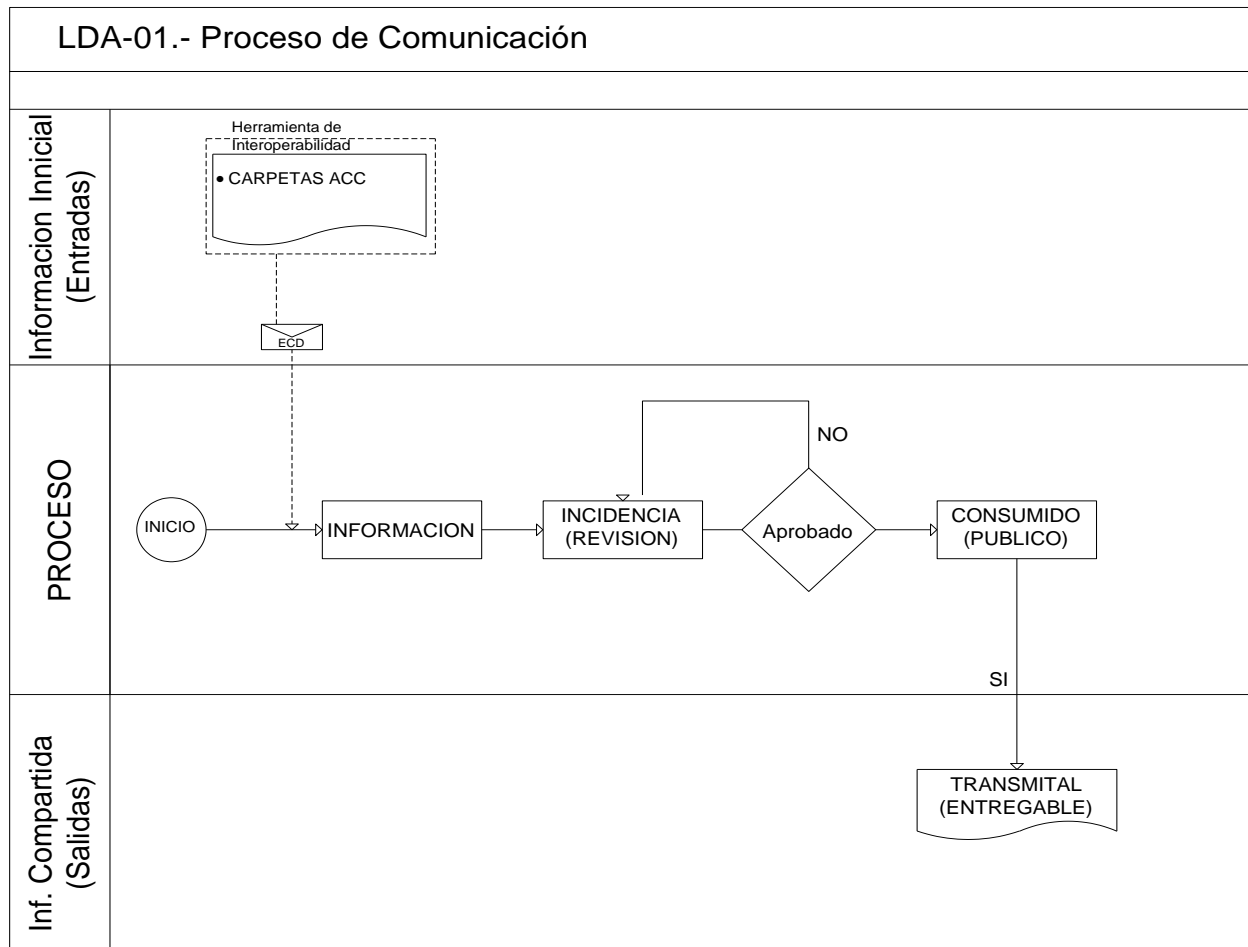 LDA-01.- Proceso de Comunicación
Informacion Innicial
(Entradas)
Herramienta de
Interoperabilidad
• CARPETAS ACC
ECD
PROCESO
INICIO
INFORMACION
INCIDENCIA
(REVISION)
NO
Aprobado
CONSUMIDO
(PUBLICO)
SI
Inf. Compartida
(Salidas)
TRANSMITAL
(ENTREGABLE)